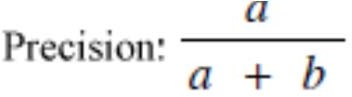 Precision: a / a + b